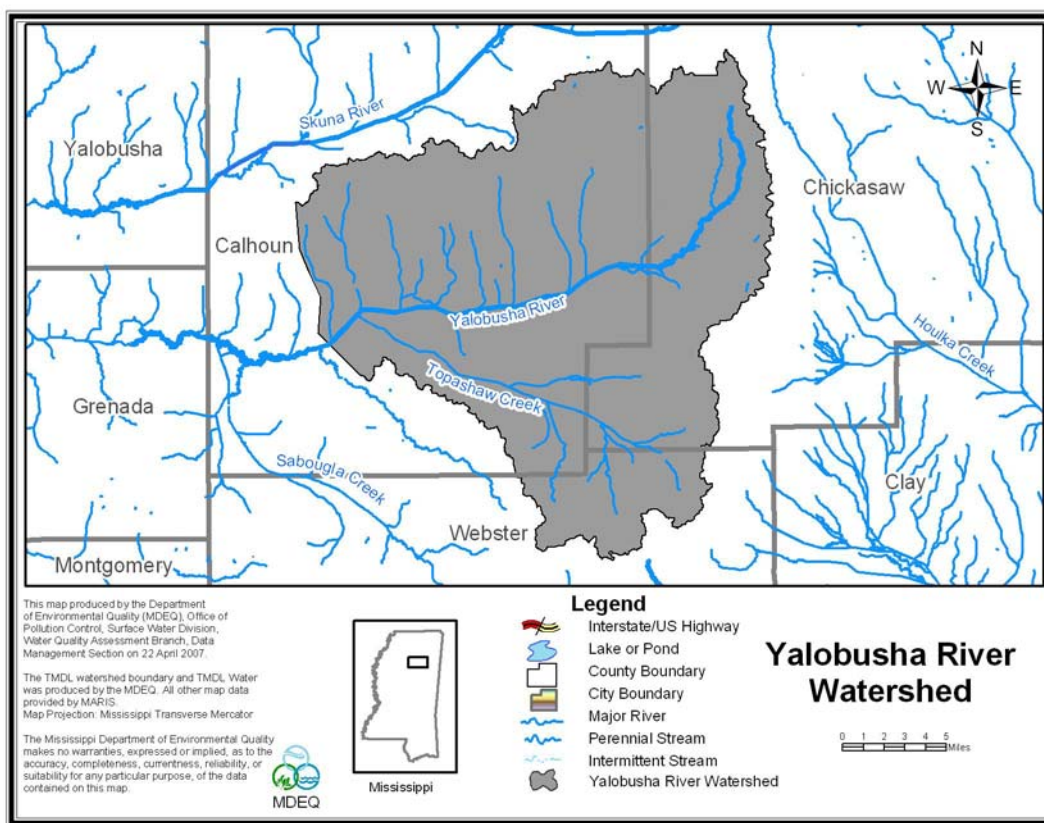 N
W E
S
Skuna River
Yalobusha
Chickasaw
Calhoun
Yalobusha River
Houlka Creek
Topashaw Creek
Grenada
Sabougla Creek
Clay
Webster
Montgomery
This map produced by the Department
of Environmental Quality (MDEQ), Office of
Pollution Control, Surface Water Division,
Water Quality Assessment Branch, Data
Management Section on 22 April 2007.
The TMDL watershed boundary and TMDL Water
was produced by the MDEQ. All other map data
provided by MARIS.
Map Projection: Mississippi Transverse Mercator
The Mississippi Department of Environmental Quality
makes no warranties, expressed or implied, as to the
accuracy, completeness, currentness, reliability, or
suitability for any particular purpose, of the data
contained on this map.
MDEQ
Mississippi
Legend
Interstate/US Highway
Lake or Pond
County Boundary
City Boundary
Major River
Perennial Stream
Intermittent Stream
Yalobusha River Watershed
Yalobusha River
Watershed
0 1 2 3 4 5
Miles